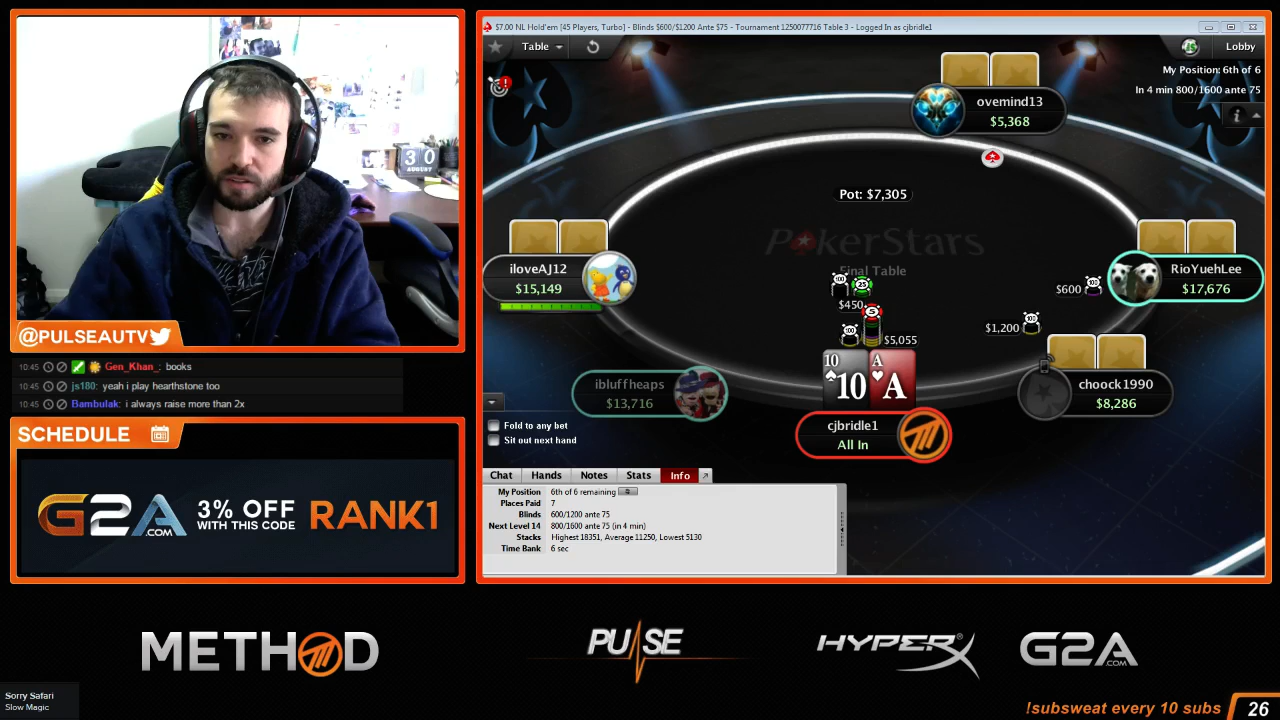 $7.00 NL Hold'em [45 Players, Turbo] - Blinds $600/$1200 Ante $75 - Tournament 1250077716 Table 3 - Logged In as cjbridle1
Table
Lobby
My Position: 6th of 6
In 4 min 800/1600 ante 75
ovemind13
$5,368
30
AUGUST
Pot: $7,305
PokerStars
Final Table
iloveAJ12
$15,149
RioYuehLee
$17,676
$600
$450
$1,200
$5,055
ibluffheaps
$13,716
10
10
A
A
choock1990
$8,286
cjbridle1
All In
@PULSEAUTV
10:45 Gen_Khan_: books
10:45 js180: yeah i play hearthstone too
10:45 Bambulak: i always raise more than 2x
Fold to any bet
Sit out next hand
SCHEDULE
G2A.COM
3% OFF
WITH THIS CODE
RANK1
Chat Hands Notes Stats Info
My Position 6th of 6 remaining
Places Paid 7
Blinds 600/1200 ante 75
Next Level 14 800/1600 ante 75 (in 4 min)
Stacks Highest 18351, Average 11250, Lowest 5130
Time Bank 6 sec
METHOD
PULSE
HYPERX
G2A.COM
Sorry Safari
Slow Magic
!subsweat every 10 subs
26